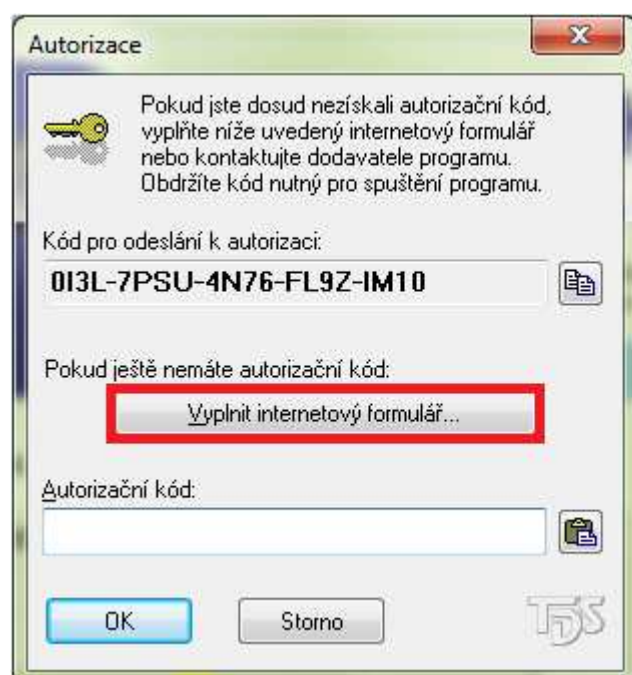 Autorizace
Pokud jste dosud nezískali autorizační kód,
vyplňte níže uvedený internetový formulář
nebo kontaktujte dodavatele programu.
Obdržíte kód nutný pro spuštění programu.
Kód pro odeslání k autorizaci:
0I3L-7PSU-4N76-FL9Z-IM10
Pokud ještě nemáte autorizační kód:
Vyplnit internetový formulář...
Autorizační kód:
OK Storno
TDS